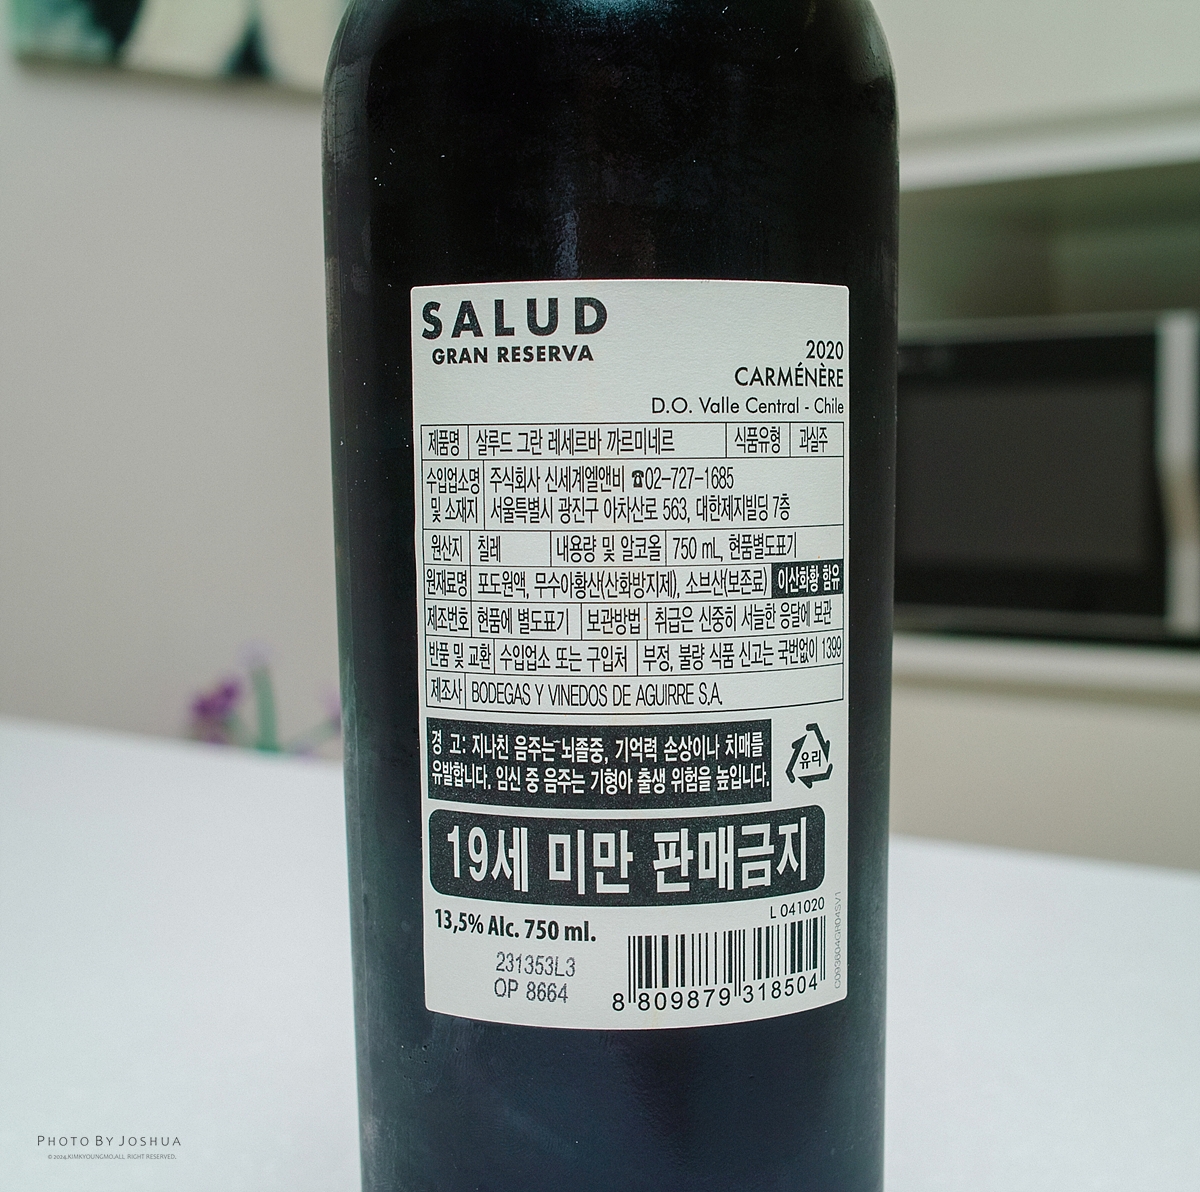 SALUD
GRAN RESERVA
2020
CARMÉNÈRE
D.O. Valle Central - Chile
제품명 살루드 그란 레세르바 까르미네르 식품유형 과실주
수입업소명 주식회사 신세계엘앤비 ☎02-727-1685
및 소재지 서울특별시 광진구 아차산로 563, 대한제지빌딩 7층
원산지 칠레 내용량 및 알코올 750 mL, 현품별도표기
원재료명 포도원액, 무수아황산(산화방지제), 소브산(보존료) 이산화황 함유
제조번호 현품에 별도표기 보관방법 취급은 신중히 서늘한 응달에 보관
반품 및 교환 수입업소 또는 구입처 부정, 불량 식품 신고는 국번없이 1399
제조사 BODEGAS Y VINEDOS DE AGUIRRE S.A.
경 고: 지나친 음주는 뇌졸중, 기억력 손상이나 치매를
유발합니다. 임신 중 음주는 기형아 출생 위험을 높입니다.
유리
19세 미만 판매금지
13,5% Alc. 750 ml.
L 041020
231353L3
OP 8664
8 809879 318504
PHOTO BY JOSHUA
©2024.KIMKYOUNGMO.ALL RIGHT RESERVED.